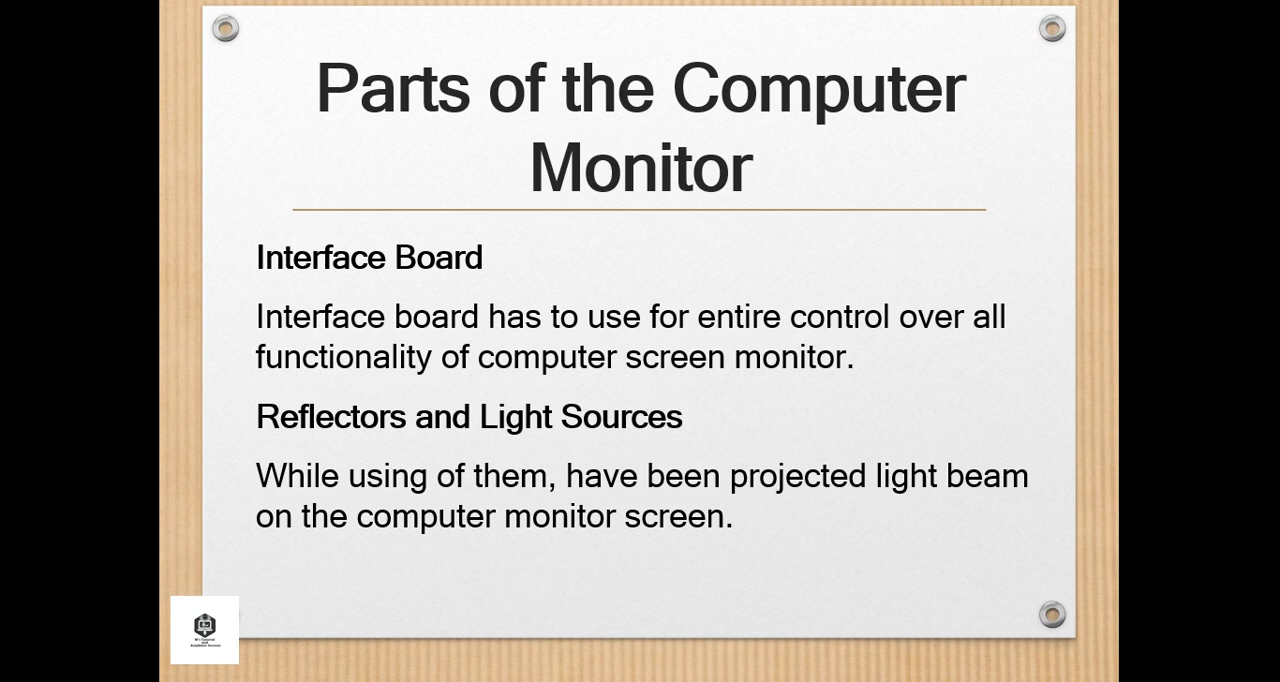 Parts of the Computer
Monitor
Interface Board
Interface board has to use for entire control over all
functionality of computer screen monitor.
Reflectors and Light Sources
While using of them, have been projected light beam
on the computer monitor screen.